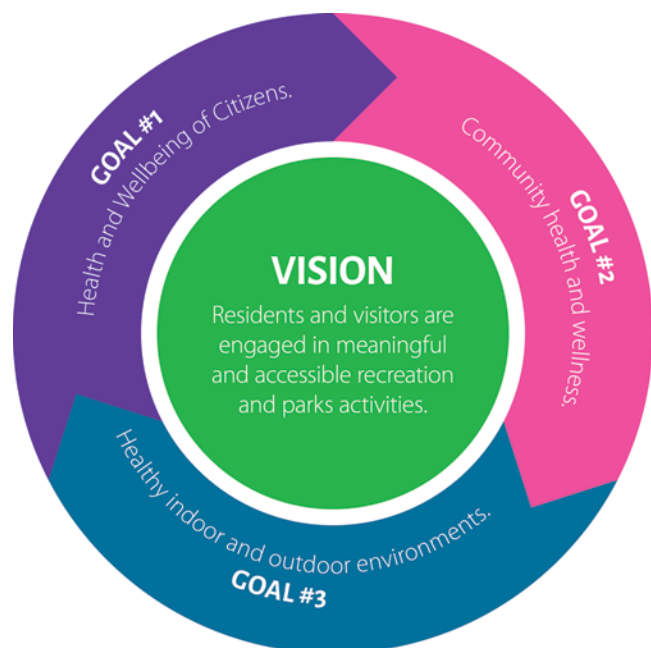 GOAL #1
Health and Wellbeing of Citizens.
GOAL #2
Community health and wellness.
VISION
Residents and visitors are
engaged in meaningful
and accessible recreation
and parks activities.
Healthy indoor and outdoor environments.
GOAL #3